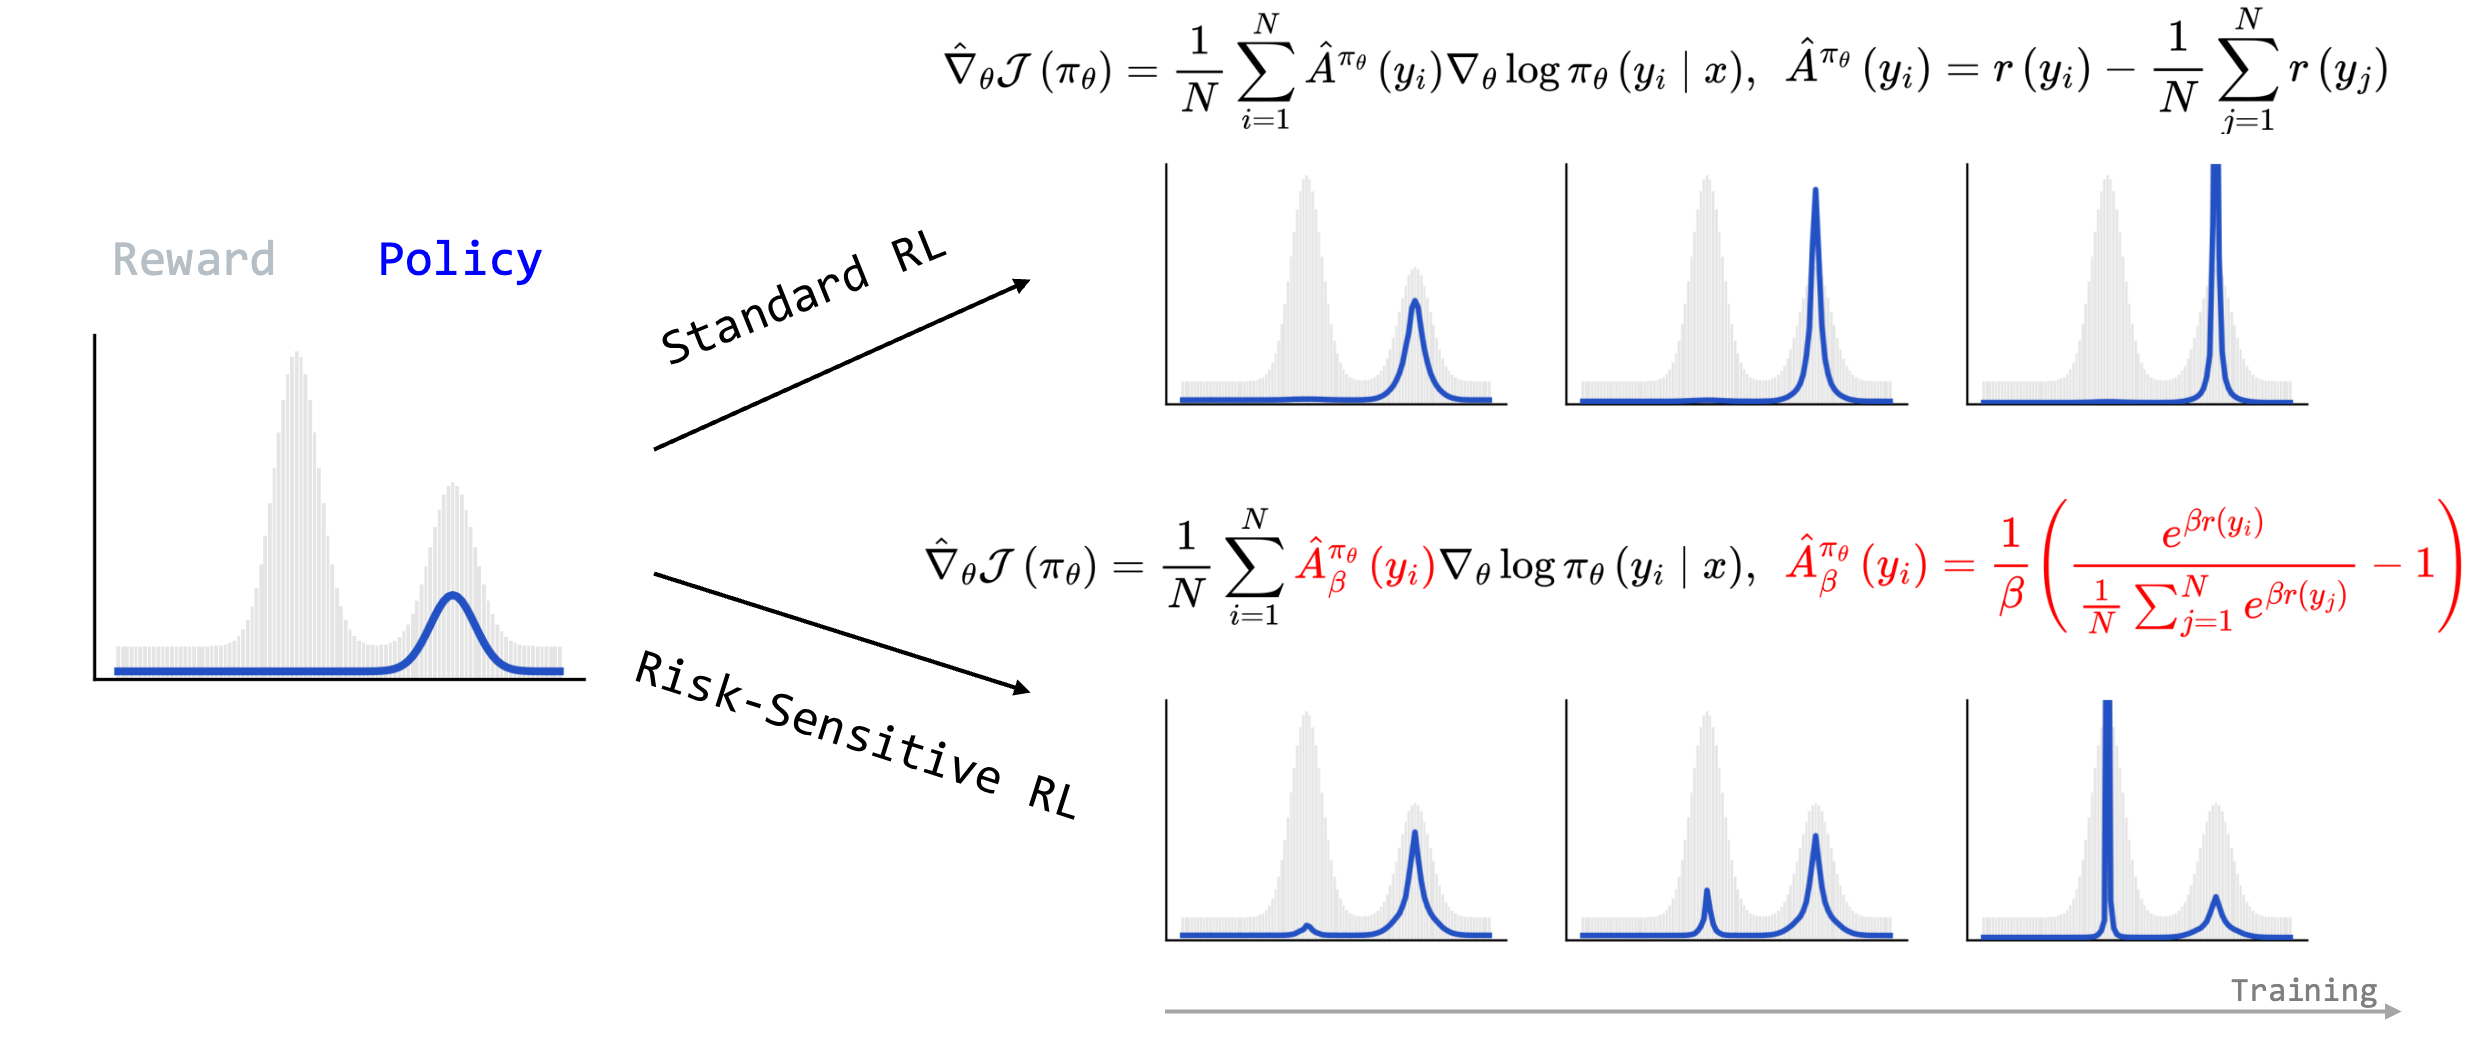 $\hat{\nabla}_\theta \mathcal{J}(\pi_\theta) = \frac{1}{N} \sum_{i=1}^{N} \hat{A}^{\pi_\theta}(y_i) \nabla_\theta \log \pi_\theta(y_i \mid x), \;\; \hat{A}^{\pi_\theta}(y_i) = r(y_i) - \frac{1}{N} \sum_{j=1}^{N} r(y_j)$
Reward Policy
Standard RL
$\hat{\nabla}_\theta \mathcal{J}(\pi_\theta) = \frac{1}{N} \sum_{i=1}^{N} \hat{A}_\beta^{\pi_\theta}(y_i) \nabla_\theta \log \pi_\theta(y_i \mid x), \;\; \hat{A}_\beta^{\pi_\theta}(y_i) = \frac{1}{\beta} \left( \frac{e^{\beta r(y_i)}}{\frac{1}{N} \sum_{j=1}^{N} e^{\beta r(y_j)}} - 1 \right)$
Risk-Sensitive RL
Training